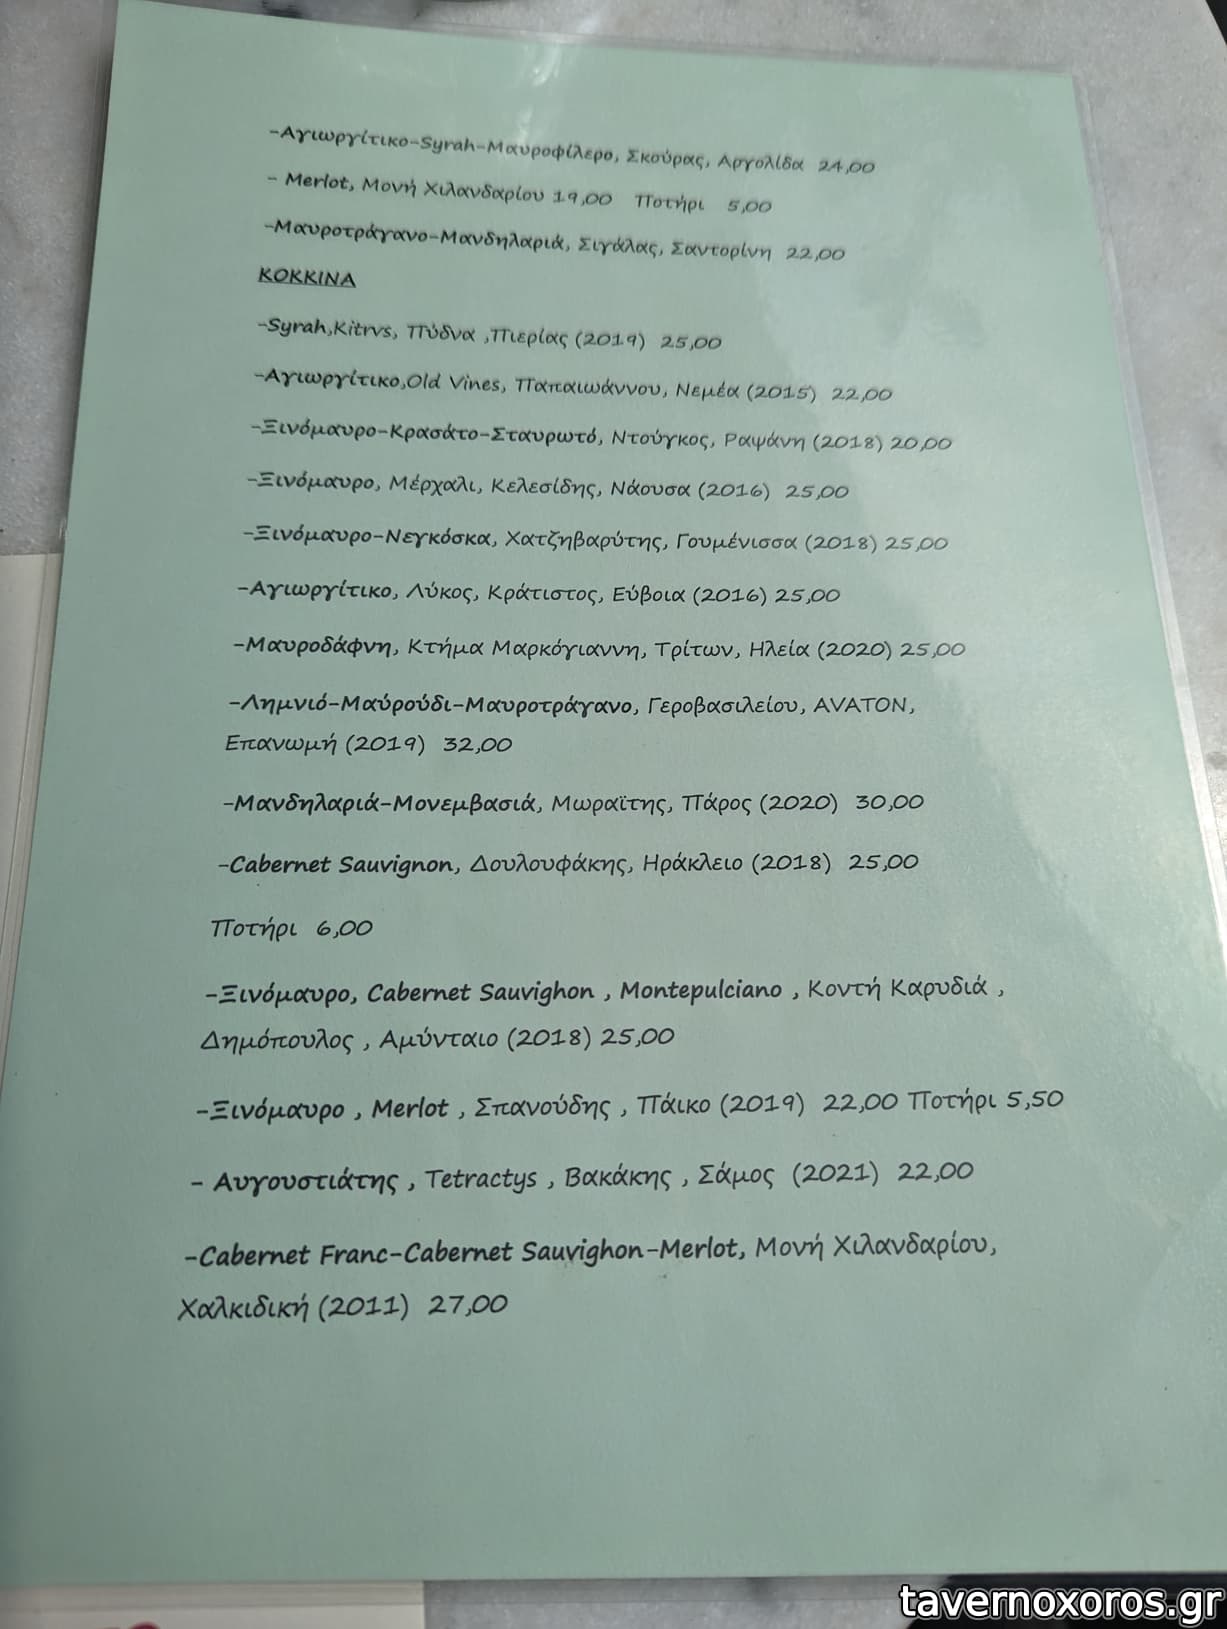 -Αγιωργίτικο-Syrah-Μαυροφίλερο, Σκούρας, Αργολίδα 24,00
- Merlot, Μονή Χιλανδαρίου 19,00 Ποτήρι 5,00
-Μαυροτράγανο-Μανδηλαριά, Σιγάλας, Σαντορίνη 22,00
ΚΟΚΚΙΝΑ
-Syrah,Kitrvs, Πύδνα ,Πιερίας (2019) 25,00
-Αγιωργίτικο,Old Vines, Παπαιωάννου, Νεμέα (2015) 22,00
-Ξινόμαυρο-Κρασάτο-Σταυρωτό, Ντούγκος, Ραψάνη (2018) 20,00
-Ξινόμαυρο, Μέρχαλι, Κελεσίδης, Νάουσα (2016) 25,00
-Ξινόμαυρο-Νεγκόσκα, Χατζηβαρύτης, Γουμένισσα (2018) 25,00
-Αγιωργίτικο, Λύκος, Κράτιστος, Εύβοια (2016) 25,00
-Μαυροδάφνη, Κτήμα Μαρκόγιαννη, Τρίτων, Ηλεία (2020) 25,00
-Λημνιό-Μαύρούδι-Μαυροτράγανο, Γεροβασιλείου, AVATON,
Επανωμή (2019) 32,00
-Μανδηλαριά-Μονεμβασιά, Μωραϊτης, Πάρος (2020) 30,00
-Cabernet Sauvignon, Δουλουφάκης, Ηράκλειο (2018) 25,00
Ποτήρι 6,00
-Ξινόμαυρο, Cabernet Sauvighon , Montepulciano , Κοντή Καρυδιά ,
Δημόπουλος , Αμύνταιο (2018) 25,00
-Ξινόμαυρο , Merlot , Σπανούδης , Πάικο (2019) 22,00 Ποτήρι 5,50
- Αυγουστιάτης , Tetractys , Βακάκης , Σάμος (2021) 22,00
-Cabernet Franc-Cabernet Sauvighon-Merlot, Μονή Χιλανδαρίου,
Χαλκιδική (2011) 27,00
tavernoxoros.gr